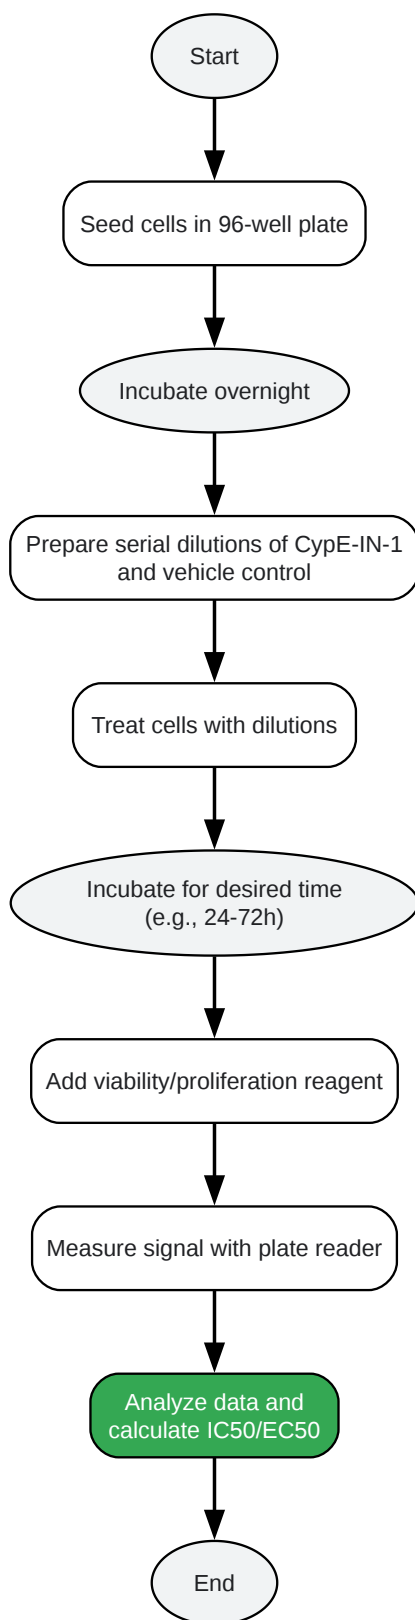 Start
Seed cells in 96-well plate
Incubate overnight
Prepare serial dilutions of CypE-IN-1
and vehicle control
Treat cells with dilutions
Incubate for desired time
(e.g., 24-72h)
Add viability/proliferation reagent
Measure signal with plate reader
Analyze data and
calculate IC50/EC50
End